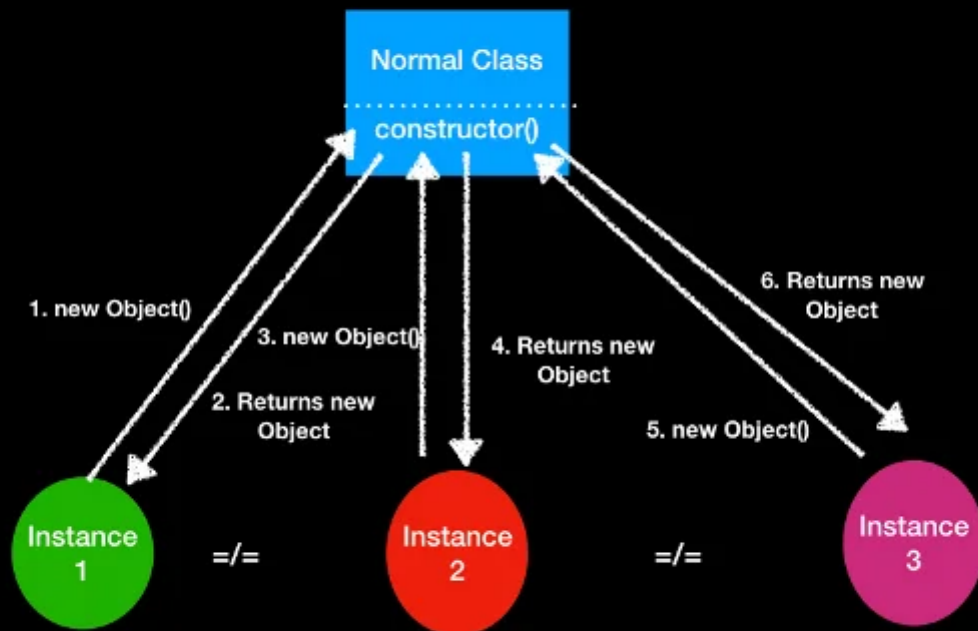 Normal Class
constructor()
1. new Object()
2. Returns new
Object
3. new Object()
4. Returns new
Object
5. new Object()
6. Returns new
Object
Instance
1
=/=
Instance
2
=/=
Instance
3